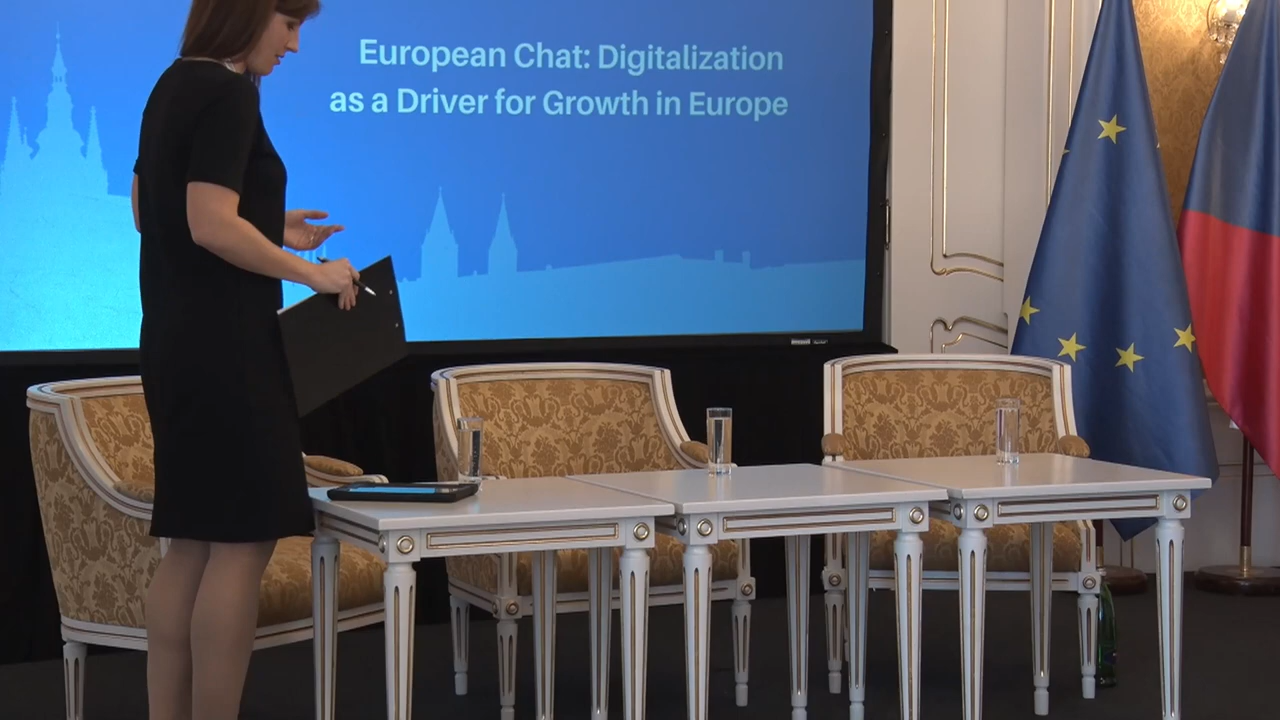 European Chat: Digitalization
as a Driver for Growth in Europe